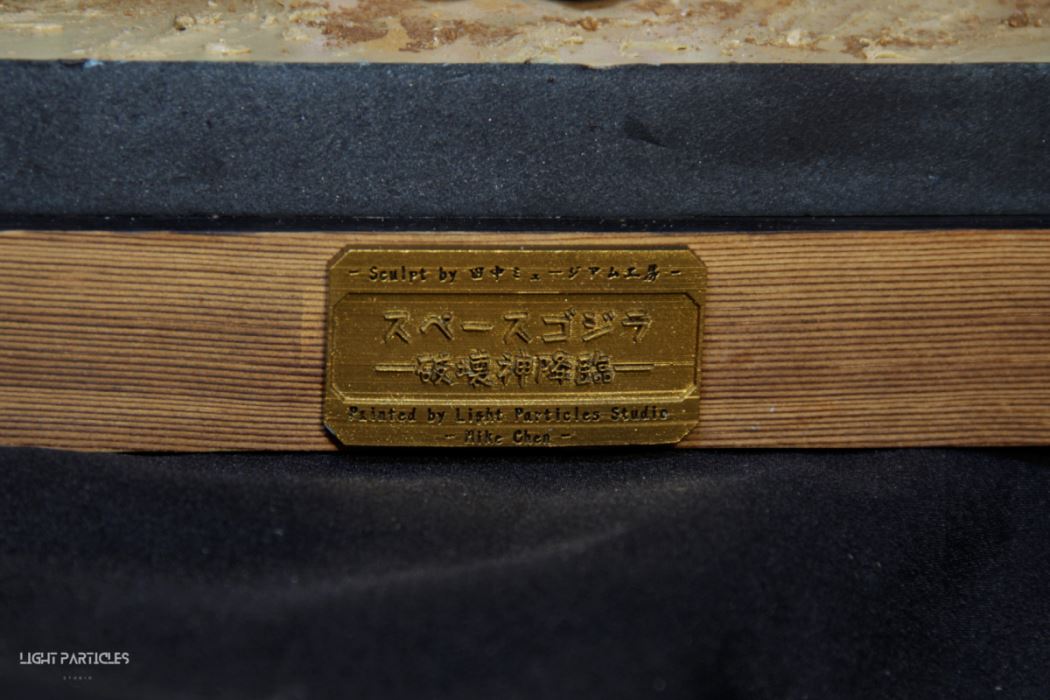 - Sculpt by 田中ミュージアム工房 -
スペースゴジラ
破壊神降臨
Painted by Light Particles Studio
- Mike Chen -
LIGHT PARTICLES
STUDIO